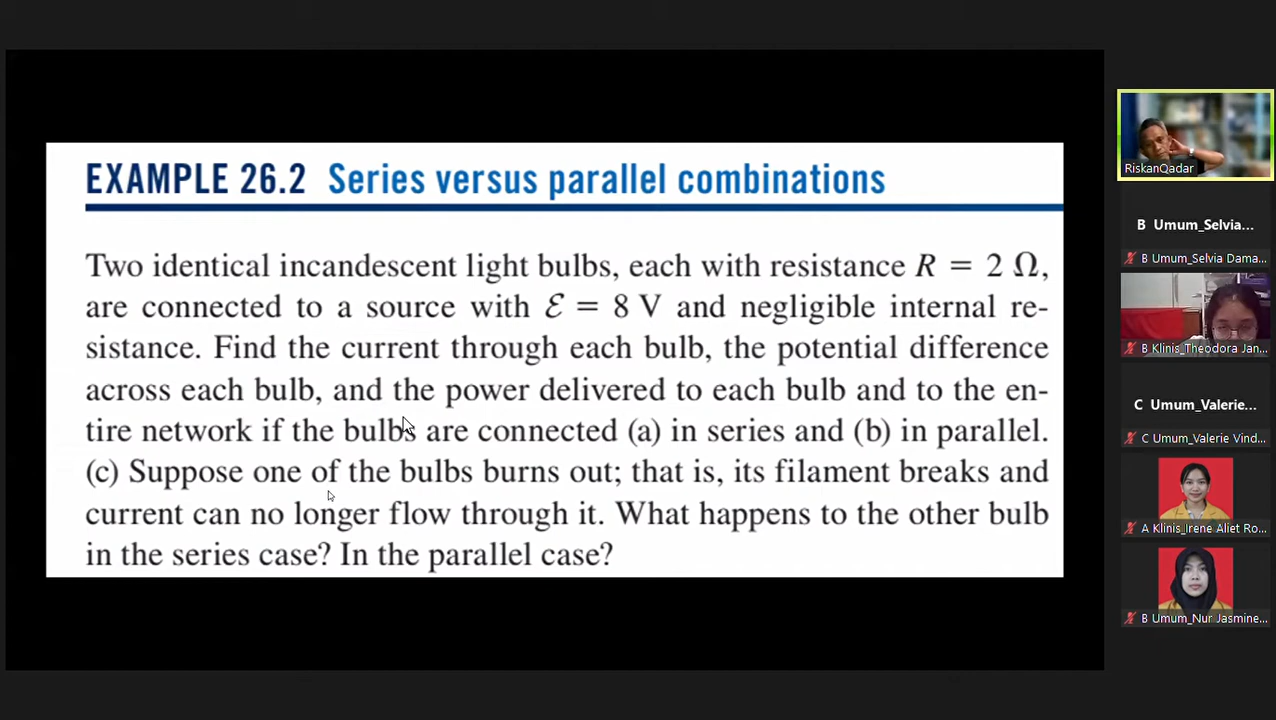 EXAMPLE 26.2 Series versus parallel combinations
Two identical incandescent light bulbs, each with resistance R = 2 Ω,
are connected to a source with ℰ = 8 V and negligible internal re-
sistance. Find the current through each bulb, the potential difference
across each bulb, and the power delivered to each bulb and to the en-
tire network if the bulbs are connected (a) in series and (b) in parallel.
(c) Suppose one of the bulbs burns out; that is, its filament breaks and
current can no longer flow through it. What happens to the other bulb
in the series case? In the parallel case?
RiskanQadar
B Umum_Selvia...
B Umum_Selvia Dama...
B Klinis_Theodora Jan...
C Umum_Valerie...
C Umum_Valerie Vind...
A Klinis_Irene Aliet Ro...
B Umum_Nur Jasmine...